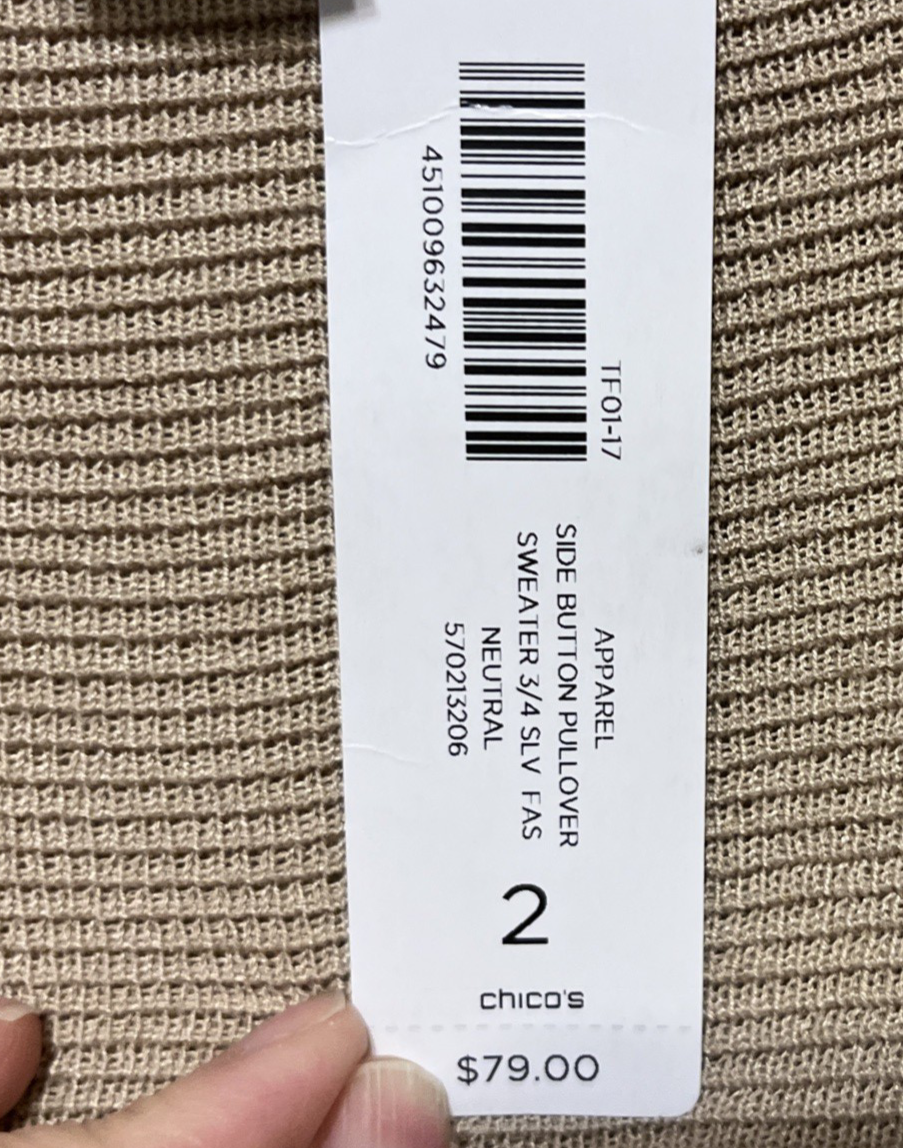 451009632479
TF01-17
APPAREL
SIDE BUTTON PULLOVER
SWEATER 3/4 SLV FAS
NEUTRAL
570213206
2
chico's
$79.00